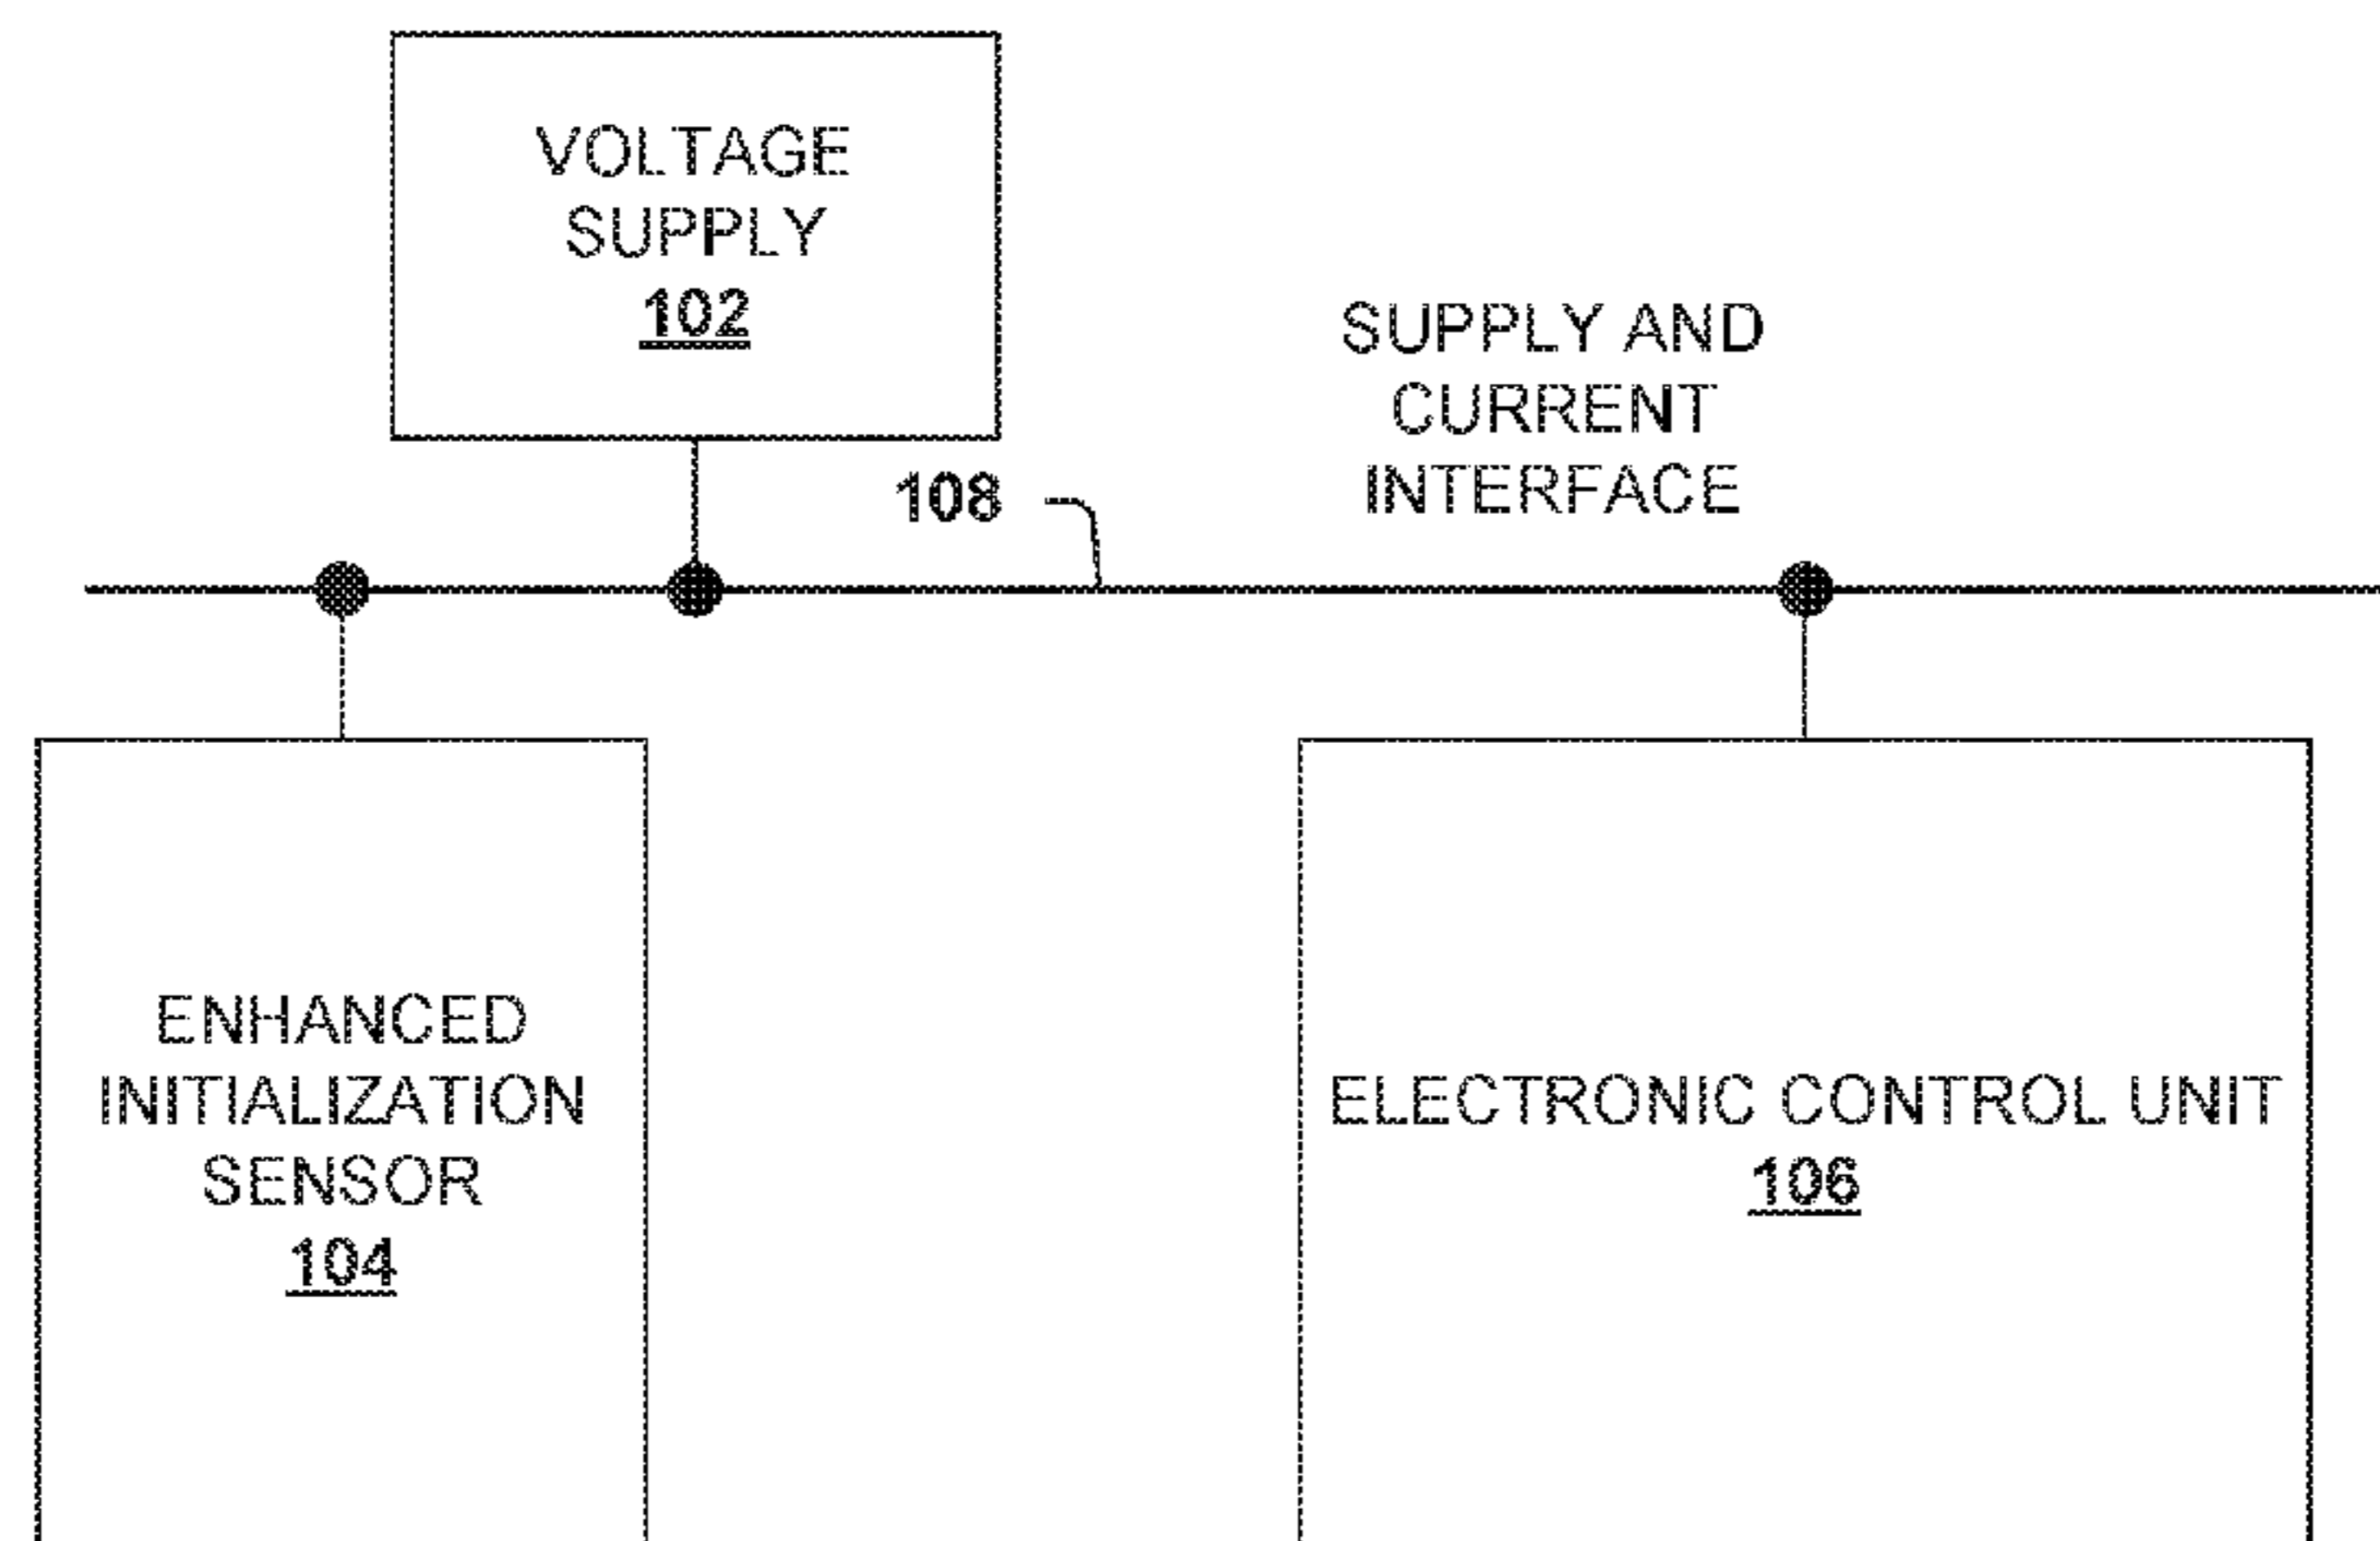 VOLTAGE
SUPPLY
102
SUPPLY AND
CURRENT
INTERFACE
108
ENHANCED
INITIALIZATION
SENSOR
104
ELECTRONIC CONTROL UNIT
106